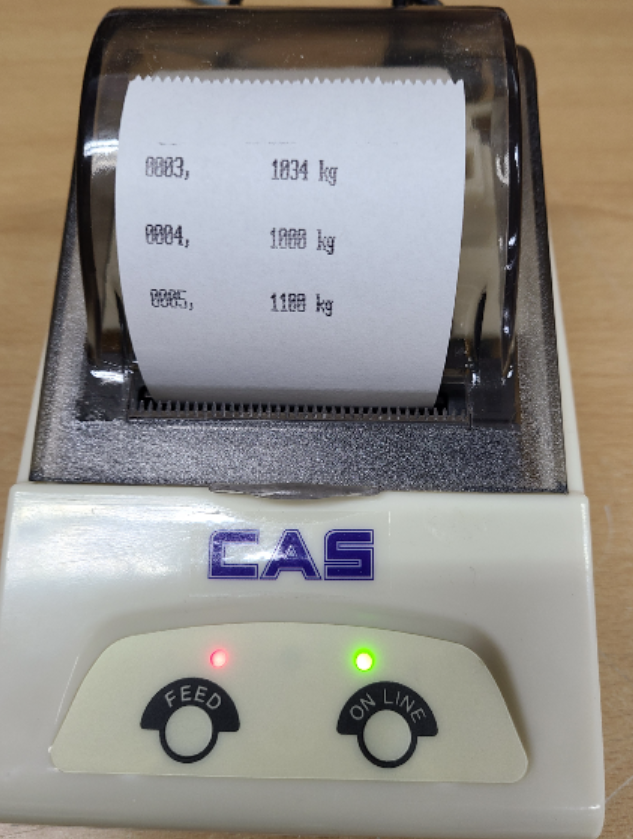 0003, 1034 kg
0004, 1000 kg
0005, 1100 kg
CAS
FEED
ON LINE